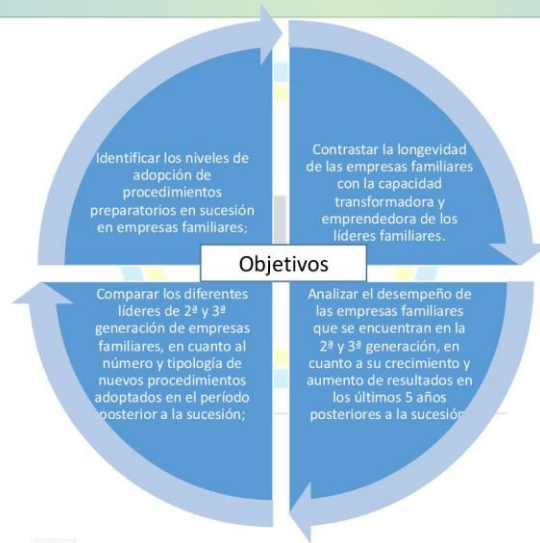 Identificar los niveles de
adopción de
procedimientos
preparatorios en sucesión
en empresas familiares;
Contrastar la longevidad
de las empresas familiares
con la capacidad
transformadora y
emprendedora de los
líderes familiares.
Objetivos
Comparar los diferentes
líderes de 2ª y 3ª
generación de empresas
familiares, en cuanto al
número y tipología de
nuevos procedimientos
adoptados en el período
posterior a la sucesión;
Analizar el desempeño de
las empresas familiares
que se encuentran en la
2ª y 3ª generación, en
cuanto a su crecimiento y
aumento de resultados en
los últimos 5 años
posteriores a la sucesión